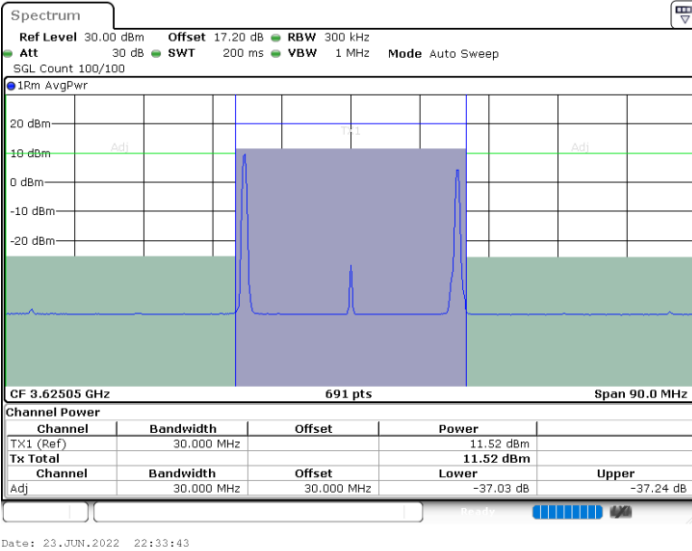 Spectrum
Ref Level 30.00 dBm Offset 17.20 dB RBW 300 kHz
Att 30 dB SWT 200 ms VBW 1 MHz Mode Auto Sweep
SGL Count 100/100
1Rm AvgPwr
20 dBm
TX1
Adj Adj
10 dBm
0 dBm
-10 dBm
-20 dBm
CF 3.62505 GHz 691 pts Span 90.0 MHz
Channel Power
Channel Bandwidth Offset Power
TX1 (Ref) 30.000 MHz 11.52 dBm
Tx Total 11.52 dBm
Channel Bandwidth Offset Lower Upper
Adj 30.000 MHz 30.000 MHz -37.03 dB -37.24 dB
Ready
Date: 23.JUN.2022 22:33:43